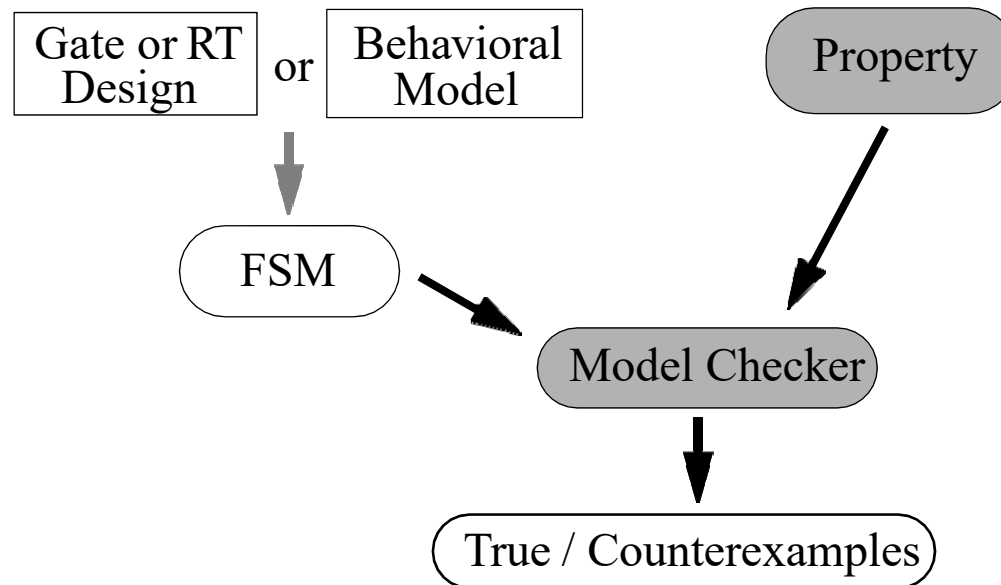 Gate or RT
Design
or
Behavioral
Model
Property
FSM
Model Checker
True / Counterexamples